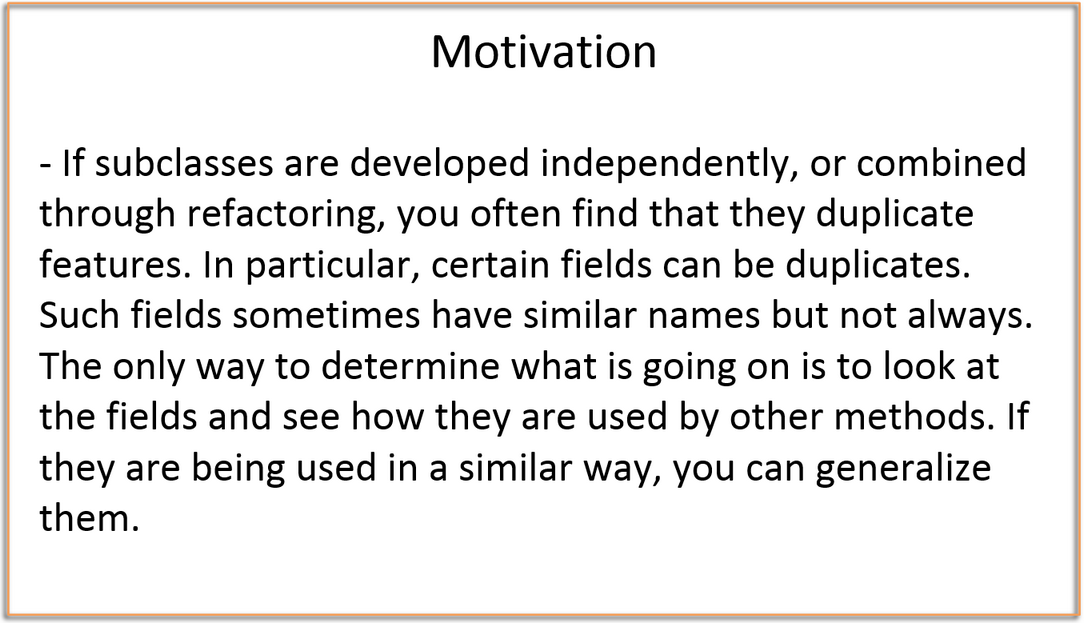 Motivation
- If subclasses are developed independently, or combined
through refactoring, you often find that they duplicate
features. In particular, certain fields can be duplicates.
Such fields sometimes have similar names but not always.
The only way to determine what is going on is to look at
the fields and see how they are used by other methods. If
they are being used in a similar way, you can generalize
them.